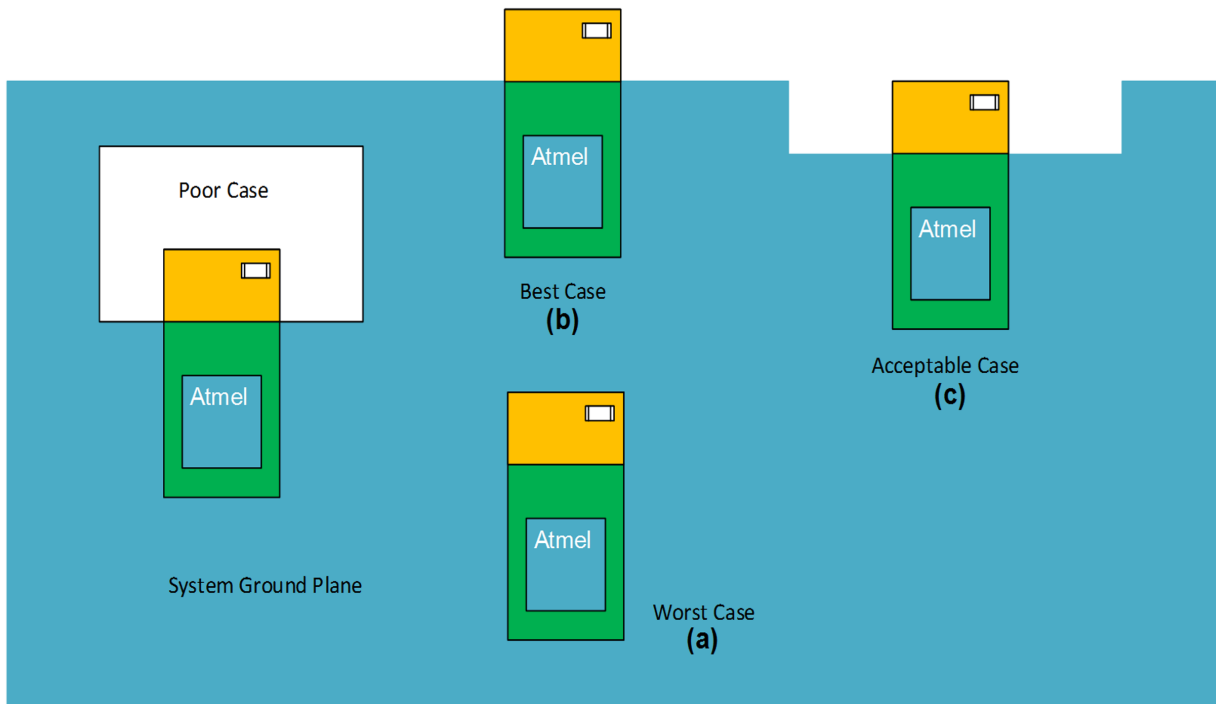 Atmel
Poor Case
Atmel
Best Case
(b)
Atmel
Acceptable Case
(c)
Atmel
System Ground Plane
Worst Case
(a)